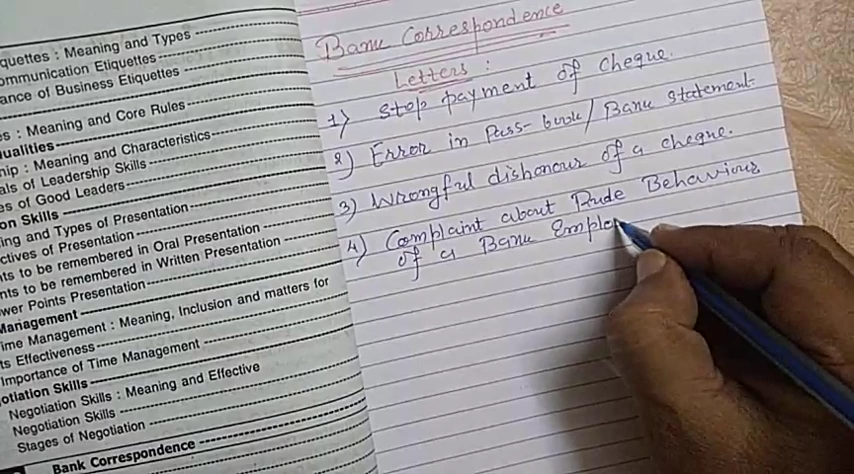 quettes : Meaning and Types
ommunication Etiquettes
ance of Business Etiquettes
es : Meaning and Core Rules
ualities
hip : Meaning and Characteristics
als of Leadership Skills
es of Good Leaders
on Skills
ing and Types of Presentation
ctives of Presentation
nts to be remembered in Oral Presentation
nts to be remembered in Written Presentation
wer Points Presentation
Management
ime Management : Meaning, Inclusion and matters for
ts Effectiveness
Importance of Time Management
otiation Skills
Negotiation Skills : Meaning and Effective
Negotiation Skills
Stages of Negotiation
Bank Correspondence
Bank Correspondence
Letters :
1) Stop payment of cheque.
2) Error in Pass-book / Bank statement.
3) Wrongful dishonour of a cheque.
4) Complaint about Rude Behaviour
of a Bank Emplo